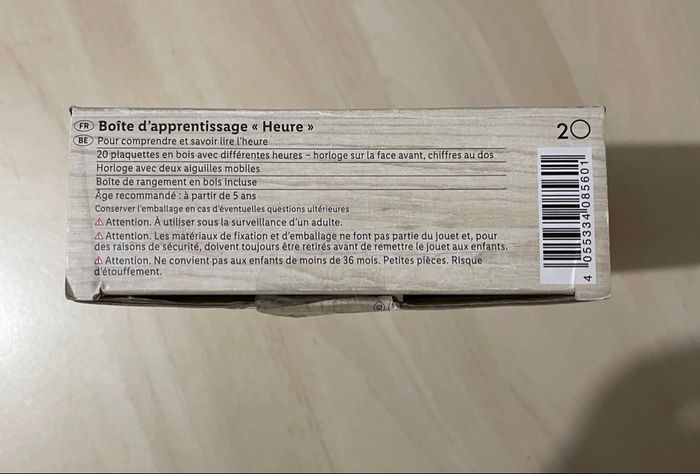 FR Boîte d'apprentissage « Heure »
BE Pour comprendre et savoir lire l'heure
20 plaquettes en bois avec différentes heures – horloge sur la face avant, chiffres au dos
Horloge avec deux aiguilles mobiles
Boîte de rangement en bois incluse
Âge recommandé : à partir de 5 ans
Conserver l'emballage en cas d'éventuelles questions ultérieures
⚠ Attention. À utiliser sous la surveillance d'un adulte.
⚠ Attention. Les matériaux de fixation et d'emballage ne font pas partie du jouet et, pour
des raisons de sécurité, doivent toujours être retirés avant de remettre le jouet aux enfants.
⚠ Attention. Ne convient pas aux enfants de moins de 36 mois. Petites pièces. Risque
d'étouffement.
2
4 055334 085601